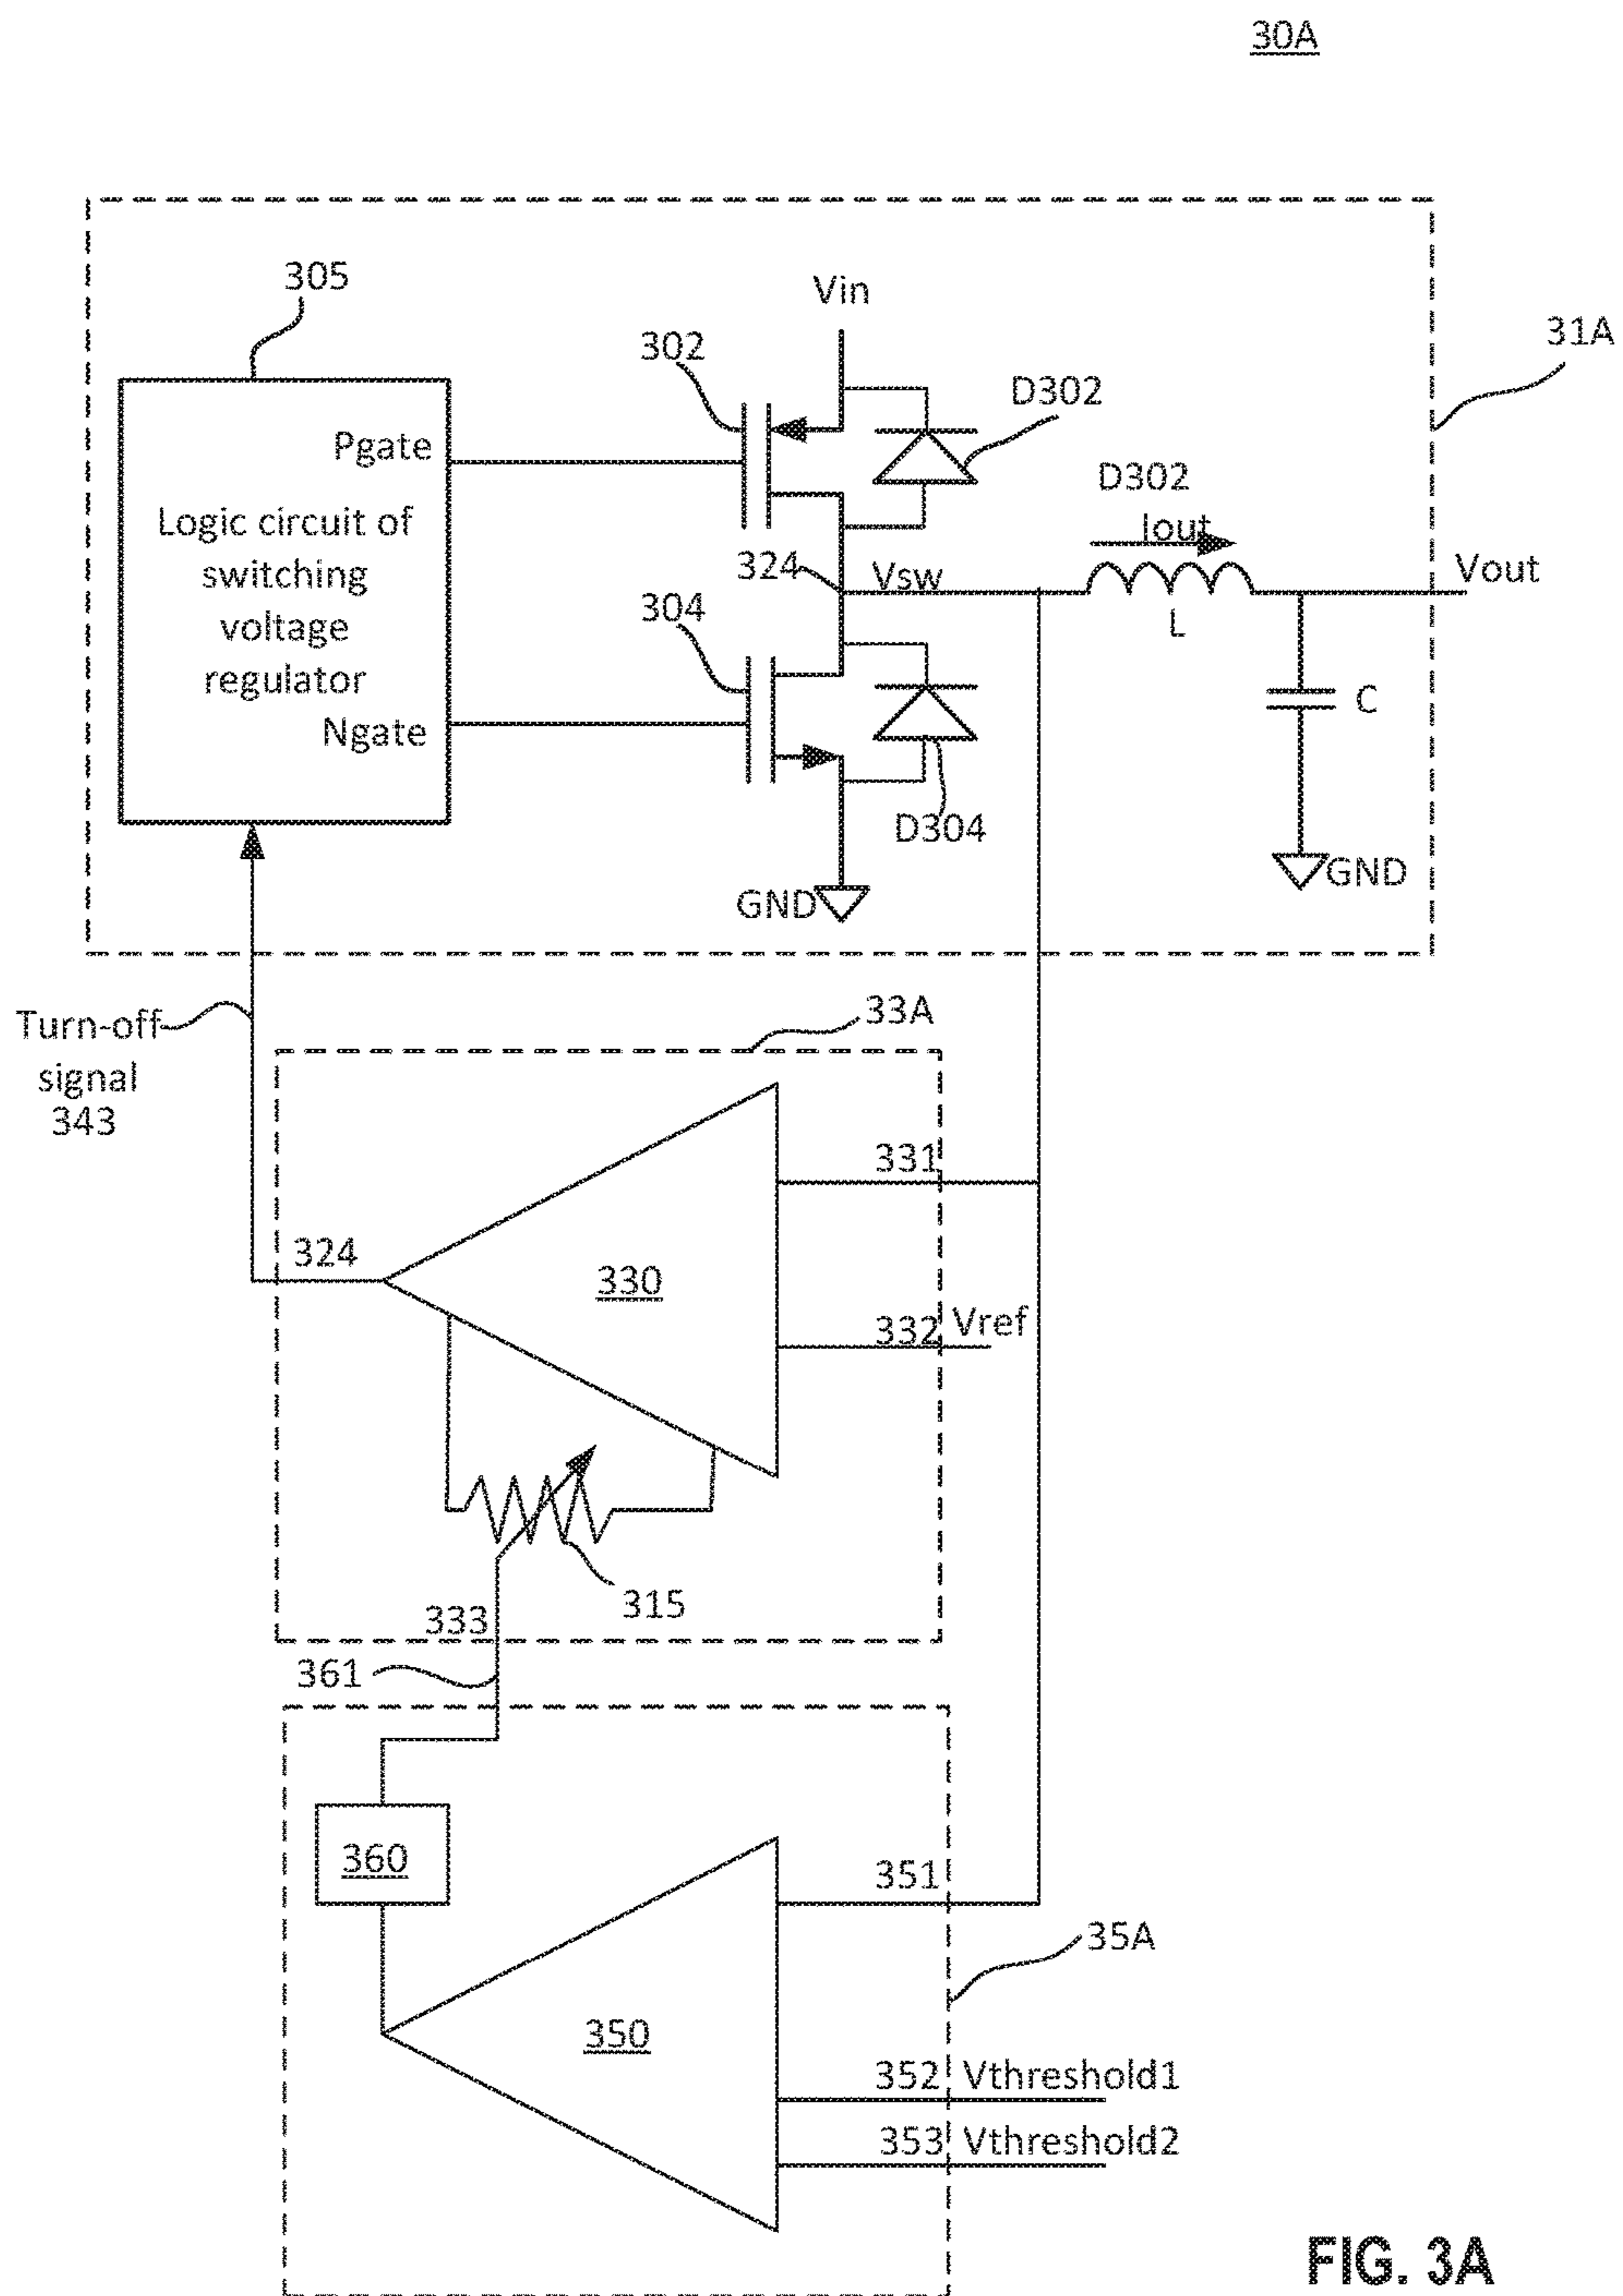 30A
305
Vin
302
31A
D302
Pgate
D302
Logic circuit of
switching
voltage
regulator
Iout
324
Vsw
Vout
304
L
Ngate
C
D304
GND
GND
33A
Turn-off
signal
343
331
324
330
332
Vref
315
333
361
360
351
35A
350
352
Vthreshold1
353
Vthreshold2
FIG. 3A